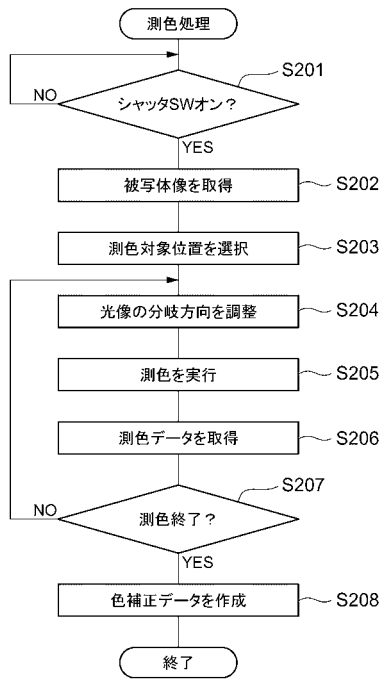 測色処理
S201
シャッタSWオン？
NO
YES
被写体像を取得
S202
測色対象位置を選択
S203
光像の分岐方向を調整
S204
測色を実行
S205
測色データを取得
S206
S207
測色終了？
NO
YES
色補正データを作成
S208
終了